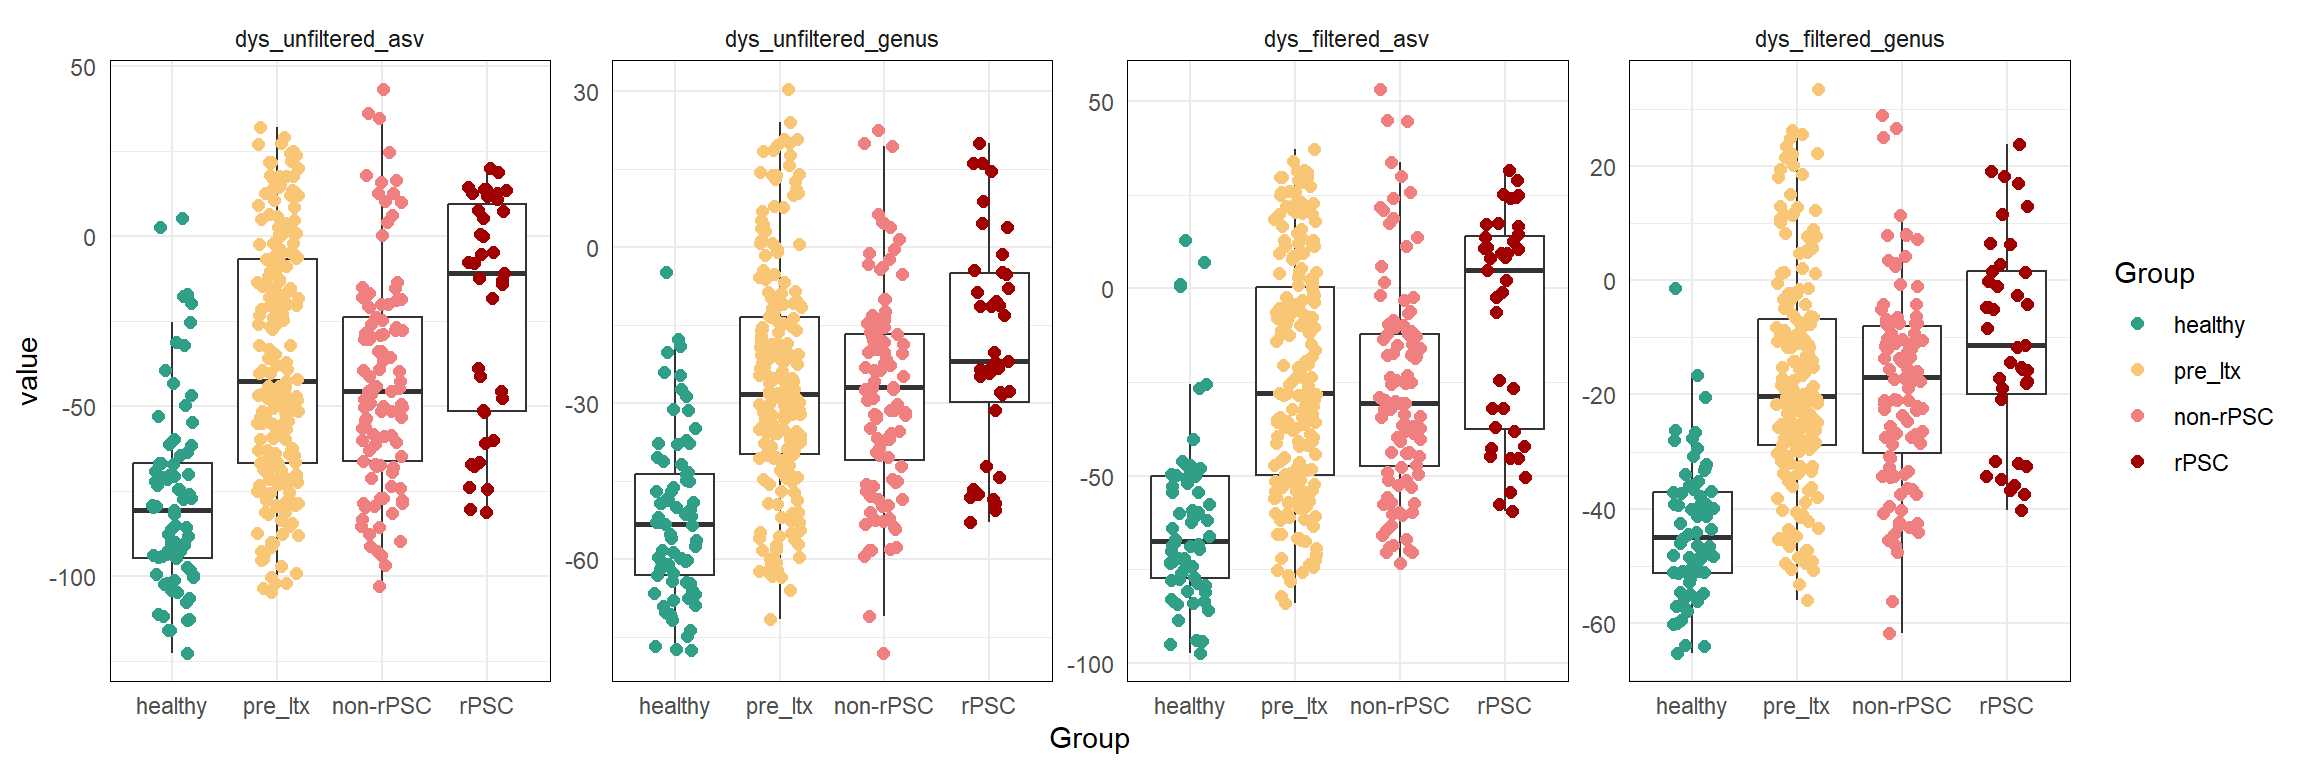 dys_unfiltered_asv dys_unfiltered_genus dys_filtered_asv dys_filtered_genus
value
50
0
-50
-100
30
0
-30
-60
50
0
-50
-100
20
0
-20
-40
-60
healthy pre_ltx non-rPSC rPSC
healthy pre_ltx non-rPSC rPSC
healthy pre_ltx non-rPSC rPSC
healthy pre_ltx non-rPSC rPSC
Group
Group
healthy
pre_ltx
non-rPSC
rPSC